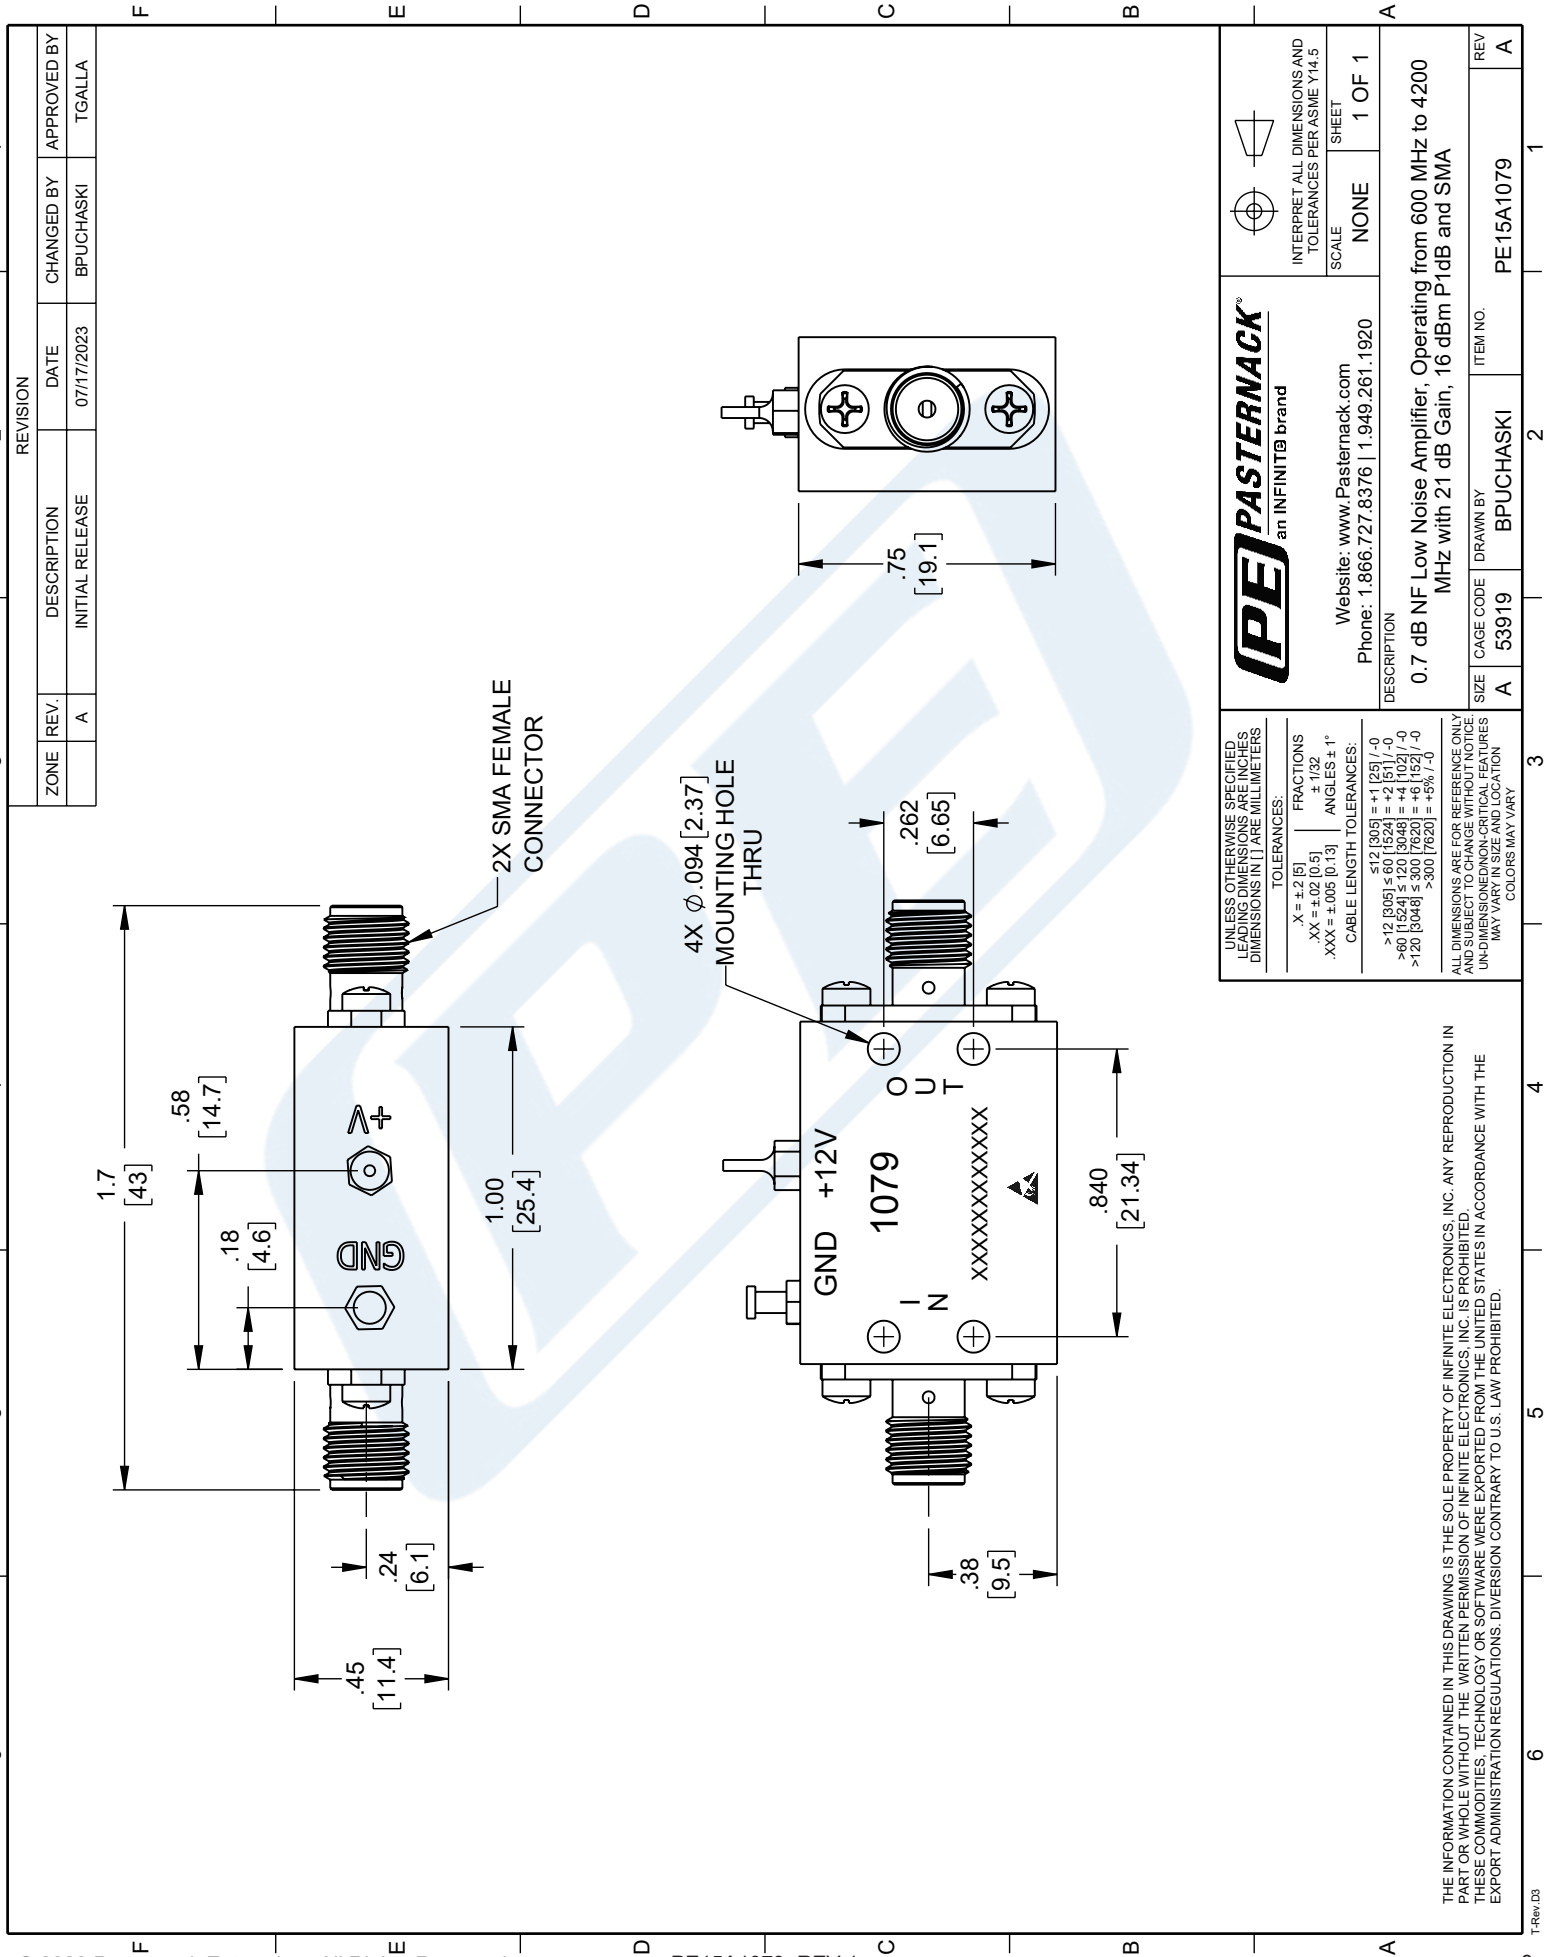 REVISION
ZONE REV. DESCRIPTION DATE CHANGED BY APPROVED BY
A INITIAL RELEASE 07/17/2023 BPUCHASKI TGALLA
F
E
D
C
B
A
1.7
[43]
.58
[14.7]
.18
[4.6]
GND
+V
2X SMA FEMALE
CONNECTOR
1.00
[25.4]
.24
[6.1]
.45
[11.4]
4X ⌀ .094 [2.37]
MOUNTING HOLE
THRU
.262
[6.65]
.75
[19.1]
GND +12V
1079
IN
OUT
XXXXXXXXXXXX
.840
[21.34]
.38
[9.5]
UNLESS OTHERWISE SPECIFIED
LEADING DIMENSIONS ARE INCHES
DIMENSIONS IN [ ] ARE MILLIMETERS
TOLERANCES:
.X = ±.2 [5]
.XX = ±.02 [0.5]
.XXX = ±.005 [0.13]
FRACTIONS
± 1/32
ANGLES ± 1°
CABLE LENGTH TOLERANCES:
≤12 [305] = +1 [25] / -0
>12 [305] ≤ 60 [1524] = +2 [51] / -0
>60 [1524] ≤ 120 [3048] = +4 [102] / -0
>120 [3048] ≤ 300 [7620] = +6 [152] / -0
>300 [7620] = +5% / -0
ALL DIMENSIONS ARE FOR REFERENCE ONLY
AND SUBJECT TO CHANGE WITHOUT NOTICE.
UN-DIMENSIONED/NON-CRITICAL FEATURES
MAY VARY IN SIZE AND LOCATION
COLORS MAY VARY
PE PASTERNACK®
an INFINIT® brand
Website: www.Pasternack.com
Phone: 1.866.727.8376 | 1.949.261.1920
INTERPRET ALL DIMENSIONS AND
TOLERANCES PER ASME Y14.5
SCALE
NONE
SHEET
1 OF 1
DESCRIPTION
0.7 dB NF Low Noise Amplifier, Operating from 600 MHz to 4200
MHz with 21 dB Gain, 16 dBm P1dB and SMA
SIZE
A
CAGE CODE
53919
DRAWN BY
BPUCHASKI
ITEM NO.
PE15A1079
REV
A
THE INFORMATION CONTAINED IN THIS DRAWING IS THE SOLE PROPERTY OF INFINITE ELECTRONICS, INC. ANY REPRODUCTION IN
PART OR WHOLE WITHOUT THE WRITTEN PERMISSION OF INFINITE ELECTRONICS, INC. IS PROHIBITED.
THESE COMMODITIES, TECHNOLOGY OR SOFTWARE WERE EXPORTED FROM THE UNITED STATES IN ACCORDANCE WITH THE
EXPORT ADMINISTRATION REGULATIONS. DIVERSION CONTRARY TO U.S. LAW PROHIBITED.
6
5
4
3
2
1
T-Rev.D3